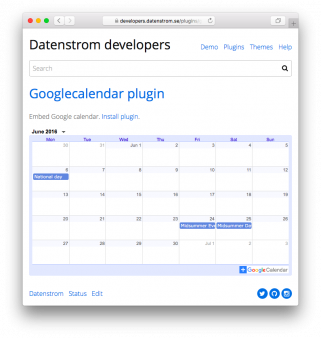 developers.datenstrom.se/plugins
Datenstrom developers
Demo Plugins Themes Help
Search
Googlecalendar plugin
Embed Google calendar. Install plugin.
June 2016
Mon Tue Wed Thu Fri Sat Sun
30 31 Jun 1 2 3 4 5
6 7 8 9 10 11 12
National day
13 14 15 16 17 18 19
20 21 22 23 24 25 26
Midsummer Eve Midsummer Da
27 28 29 30 Jul 1 2 3
+ Google Calendar
Datenstrom Status Edit